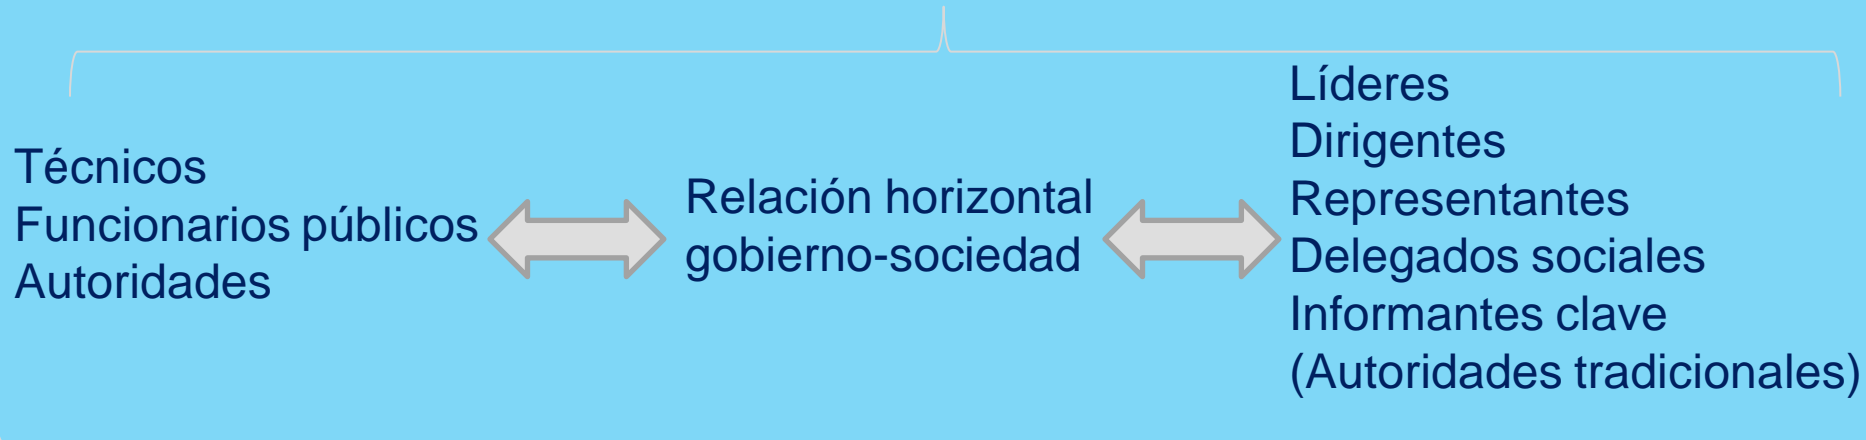 Técnicos
Funcionarios públicos
Autoridades
Relación horizontal
gobierno-sociedad
Líderes
Dirigentes
Representantes
Delegados sociales
Informantes clave
(Autoridades tradicionales)